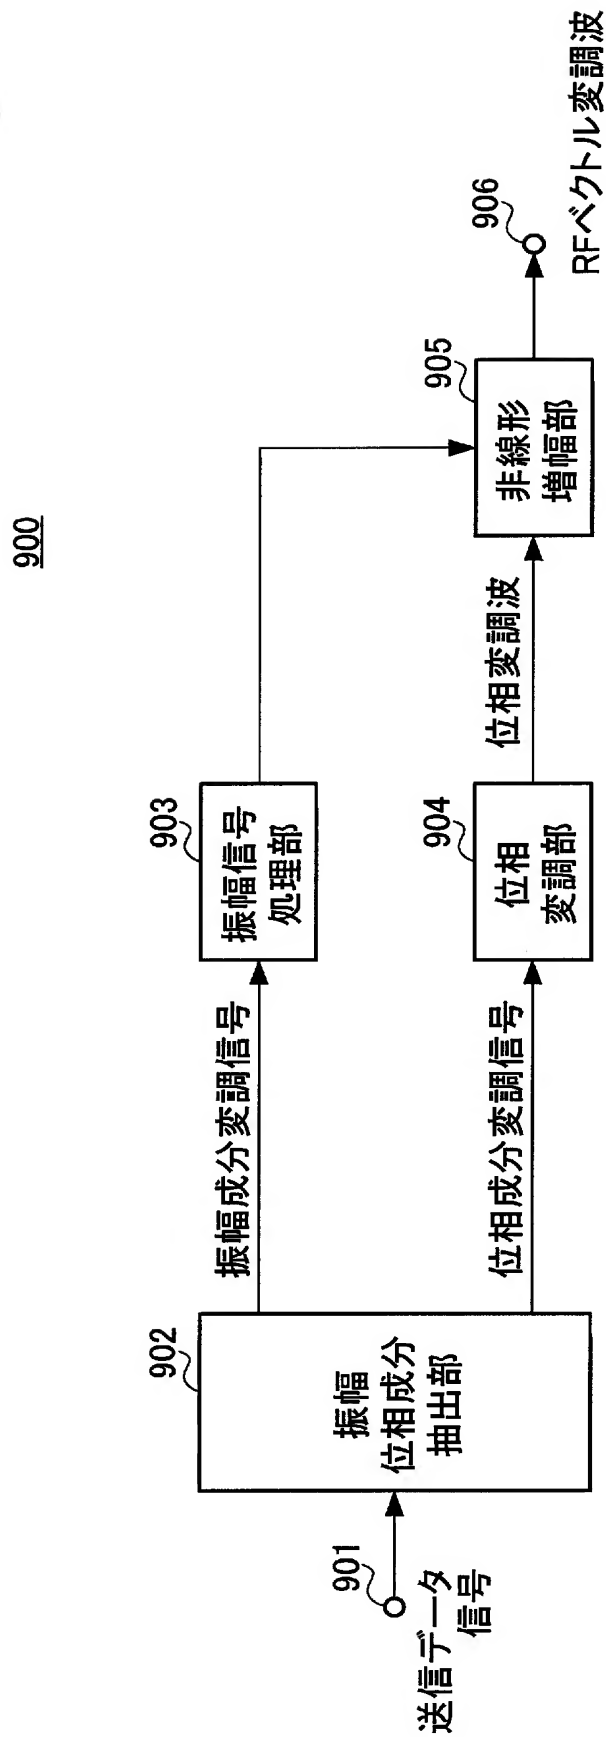 900
901
送信データ
信号
902
振幅
位相成分
抽出部
振幅成分変調信号
位相成分変調信号
903
振幅信号
処理部
904
位相
変調部
位相変調波
905
非線形
増幅部
906
RFベクトル変調波